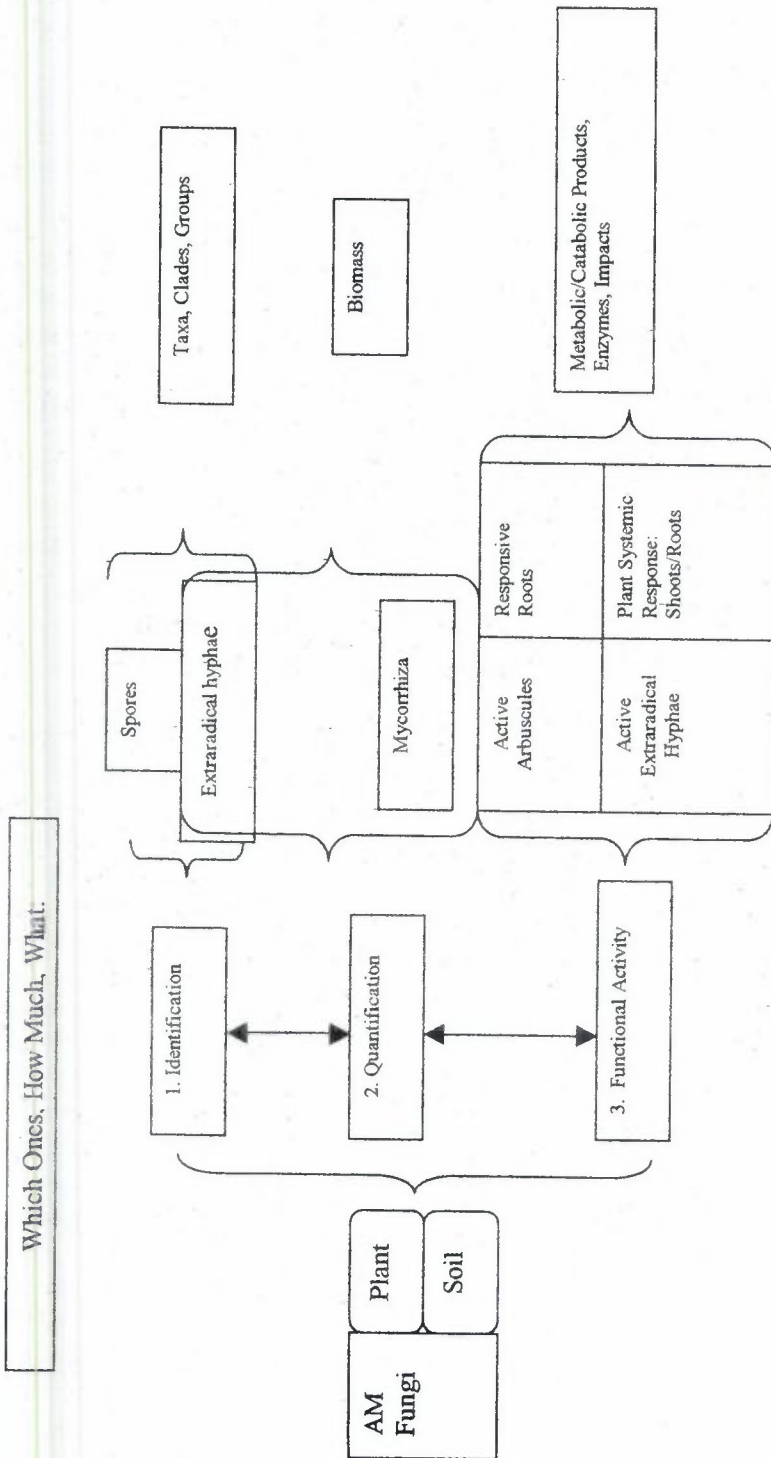 Which Ones, How Much, What.
AM
Fungi
Plant
Soil
1. Identification
2. Quantification
3. Functional Activity
Spores
Extraradical hyphae
Mycorrhiza
Active
Arbuscules
Responsive
Roots
Active
Extraradical
Hyphae
Plant Systemic
Response:
Shoots/Roots
Taxa, Clades, Groups
Biomass
Metabolic/Catabolic Products,
Enzymes, Impacts